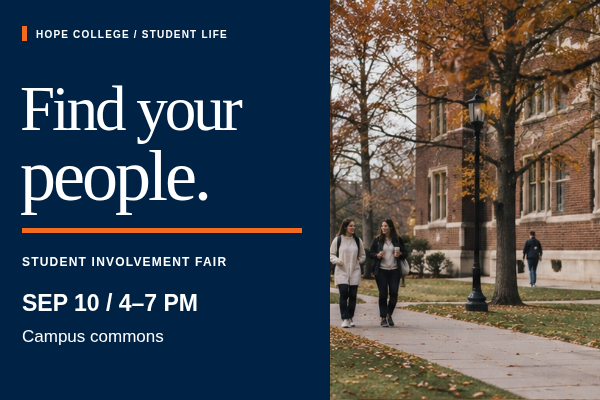 HOPE COLLEGE / STUDENT LIFE
Find your
people.
STUDENT INVOLVEMENT FAIR
SEP 10 / 4–7 PM
Campus commons